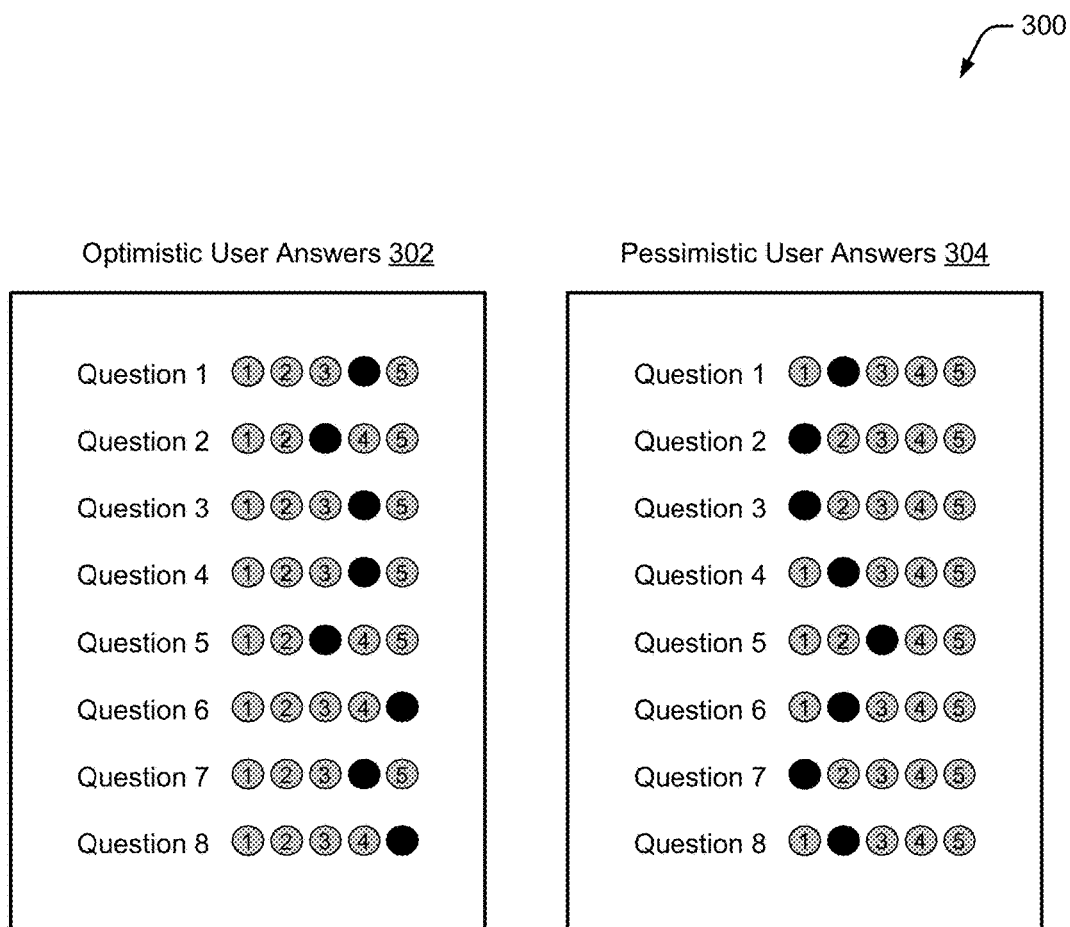 300
Optimistic User Answers 302
Question 1 1 2 3 5
Question 2 1 2 4 5
Question 3 1 2 3 5
Question 4 1 2 3 5
Question 5 1 2 4 5
Question 6 1 2 3 4
Question 7 1 2 3 5
Question 8 1 2 3 4
Pessimistic User Answers 304
Question 1 1 3 4 5
Question 2 2 3 4 5
Question 3 2 3 4 5
Question 4 1 3 4 5
Question 5 1 2 4 5
Question 6 1 3 4 5
Question 7 2 3 4 5
Question 8 1 3 4 5